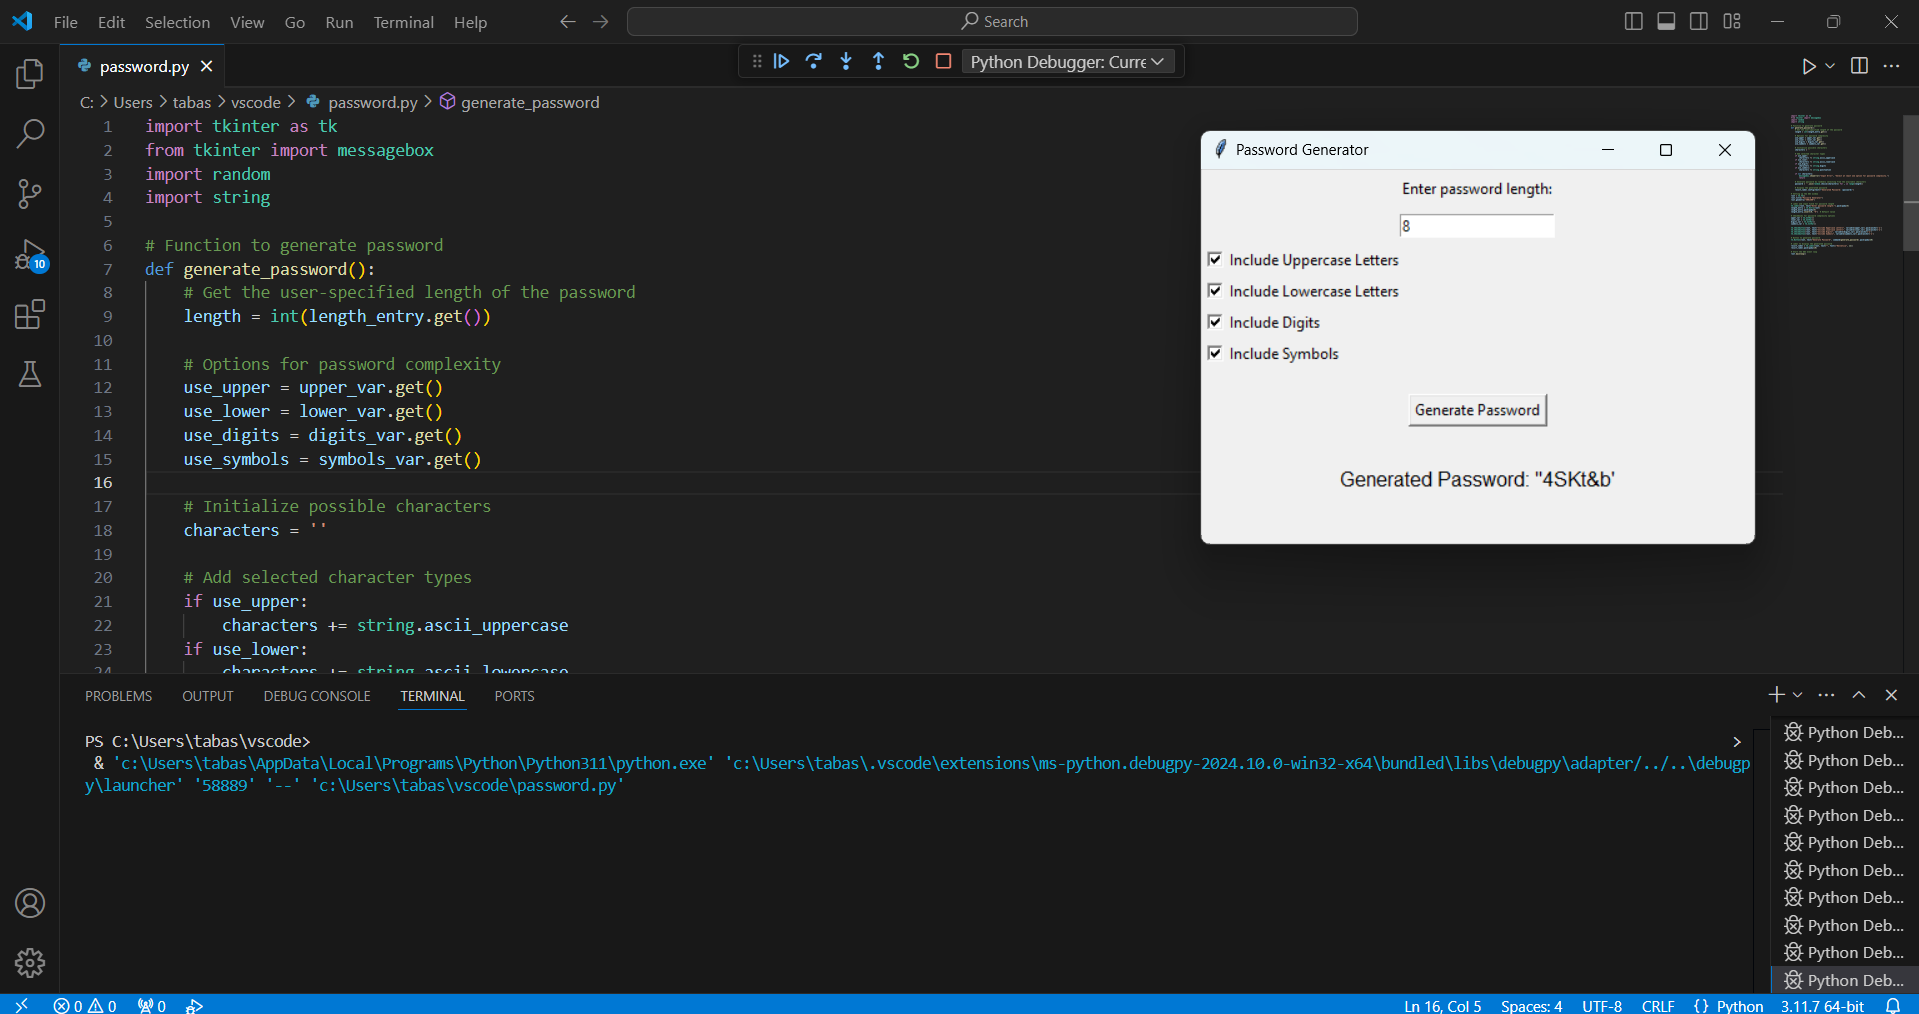 File Edit Selection View Go Run Terminal Help
Search
password.py
Python Debugger: Curre
C: > Users > tabas > vscode > password.py > generate_password
1 import tkinter as tk
2 from tkinter import messagebox
3 import random
4 import string
5
6 # Function to generate password
7 def generate_password():
8 # Get the user-specified length of the password
9 length = int(length_entry.get())
10
11 # Options for password complexity
12 use_upper = upper_var.get()
13 use_lower = lower_var.get()
14 use_digits = digits_var.get()
15 use_symbols = symbols_var.get()
16
17 # Initialize possible characters
18 characters = ''
19
20 # Add selected character types
21 if use_upper:
22 characters += string.ascii_uppercase
23 if use_lower:
24 characters += string.ascii_lowercase
Password Generator
Enter password length:
8
Include Uppercase Letters
Include Lowercase Letters
Include Digits
Include Symbols
Generate Password
Generated Password: "4SKt&b'
10
PROBLEMS OUTPUT DEBUG CONSOLE TERMINAL PORTS
PS C:\Users\tabas\vscode>
& 'c:\Users\tabas\AppData\Local\Programs\Python\Python311\python.exe' 'c:\Users\tabas\.vscode\extensions\ms-python.debugpy-2024.10.0-win32-x64\bundled\libs\debugpy\adapter/../..\debugp
y\launcher' '58889' '--' 'c:\Users\tabas\vscode\password.py'
Python Deb...
Python Deb...
Python Deb...
Python Deb...
Python Deb...
Python Deb...
Python Deb...
Python Deb...
Python Deb...
Python Deb...
0 0 0 Ln 16, Col 5 Spaces: 4 UTF-8 CRLF {} Python 3.11.7 64-bit